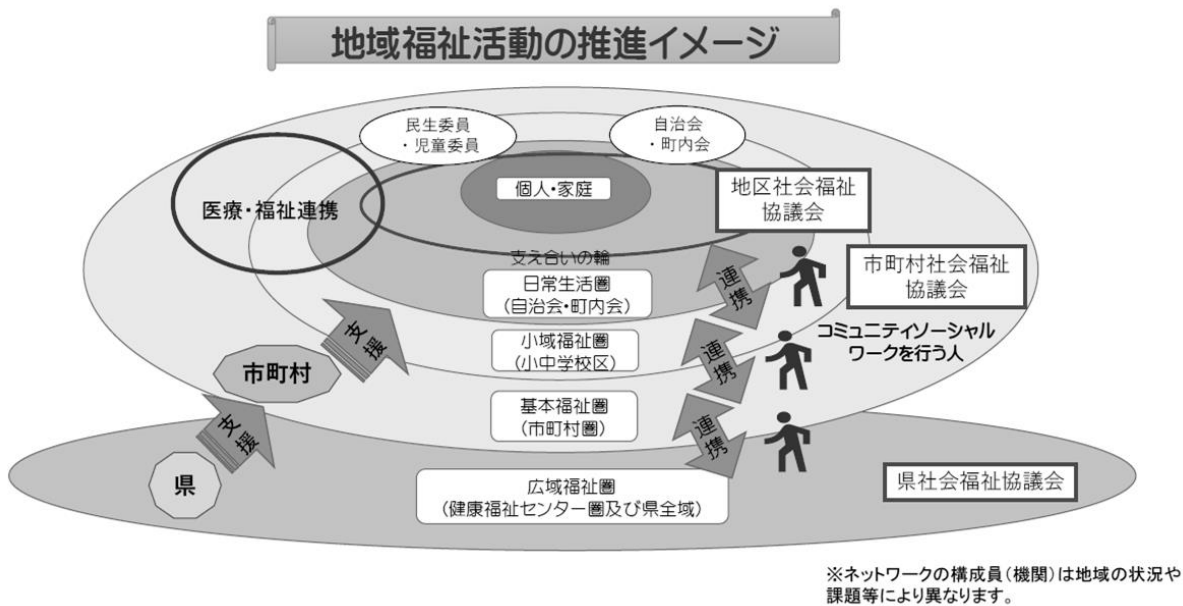 地域福祉活動の推進イメージ
民生委員
・児童委員
自治会
・町内会
個人・家庭
医療・福祉連携
地区社会福祉
協議会
支え合いの輪
日常生活圏
(自治会・町内会)
連携
市町村社会福祉
協議会
支援
小域福祉圏
(小中学校区)
連携
コミュニティソーシャル
ワークを行う人
市町村
基本福祉圏
(市町村圏)
連携
支援
県
広域福祉圏
(健康福祉センター圏及び県全域)
県社会福祉協議会
※ネットワークの構成員(機関)は地域の状況や
課題等により異なります。